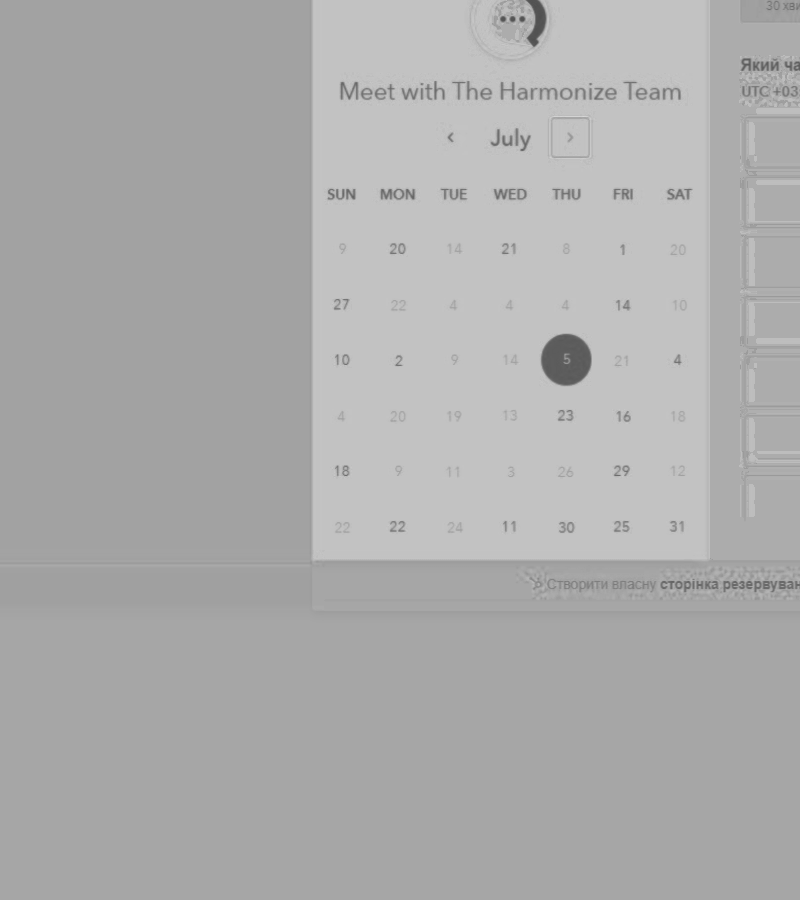 30 хви
Meet with The Harmonize Team
Який ча
UTC +03
‹ July ›
SUN MON TUE WED THU FRI SAT
9 20 14 21 8 1 20
27 22 4 4 4 14 10
10 2 9 14 5 21 4
4 20 19 13 23 16 18
18 9 11 3 26 29 12
22 22 24 11 30 25 31
Створити власну сторінка резервуван